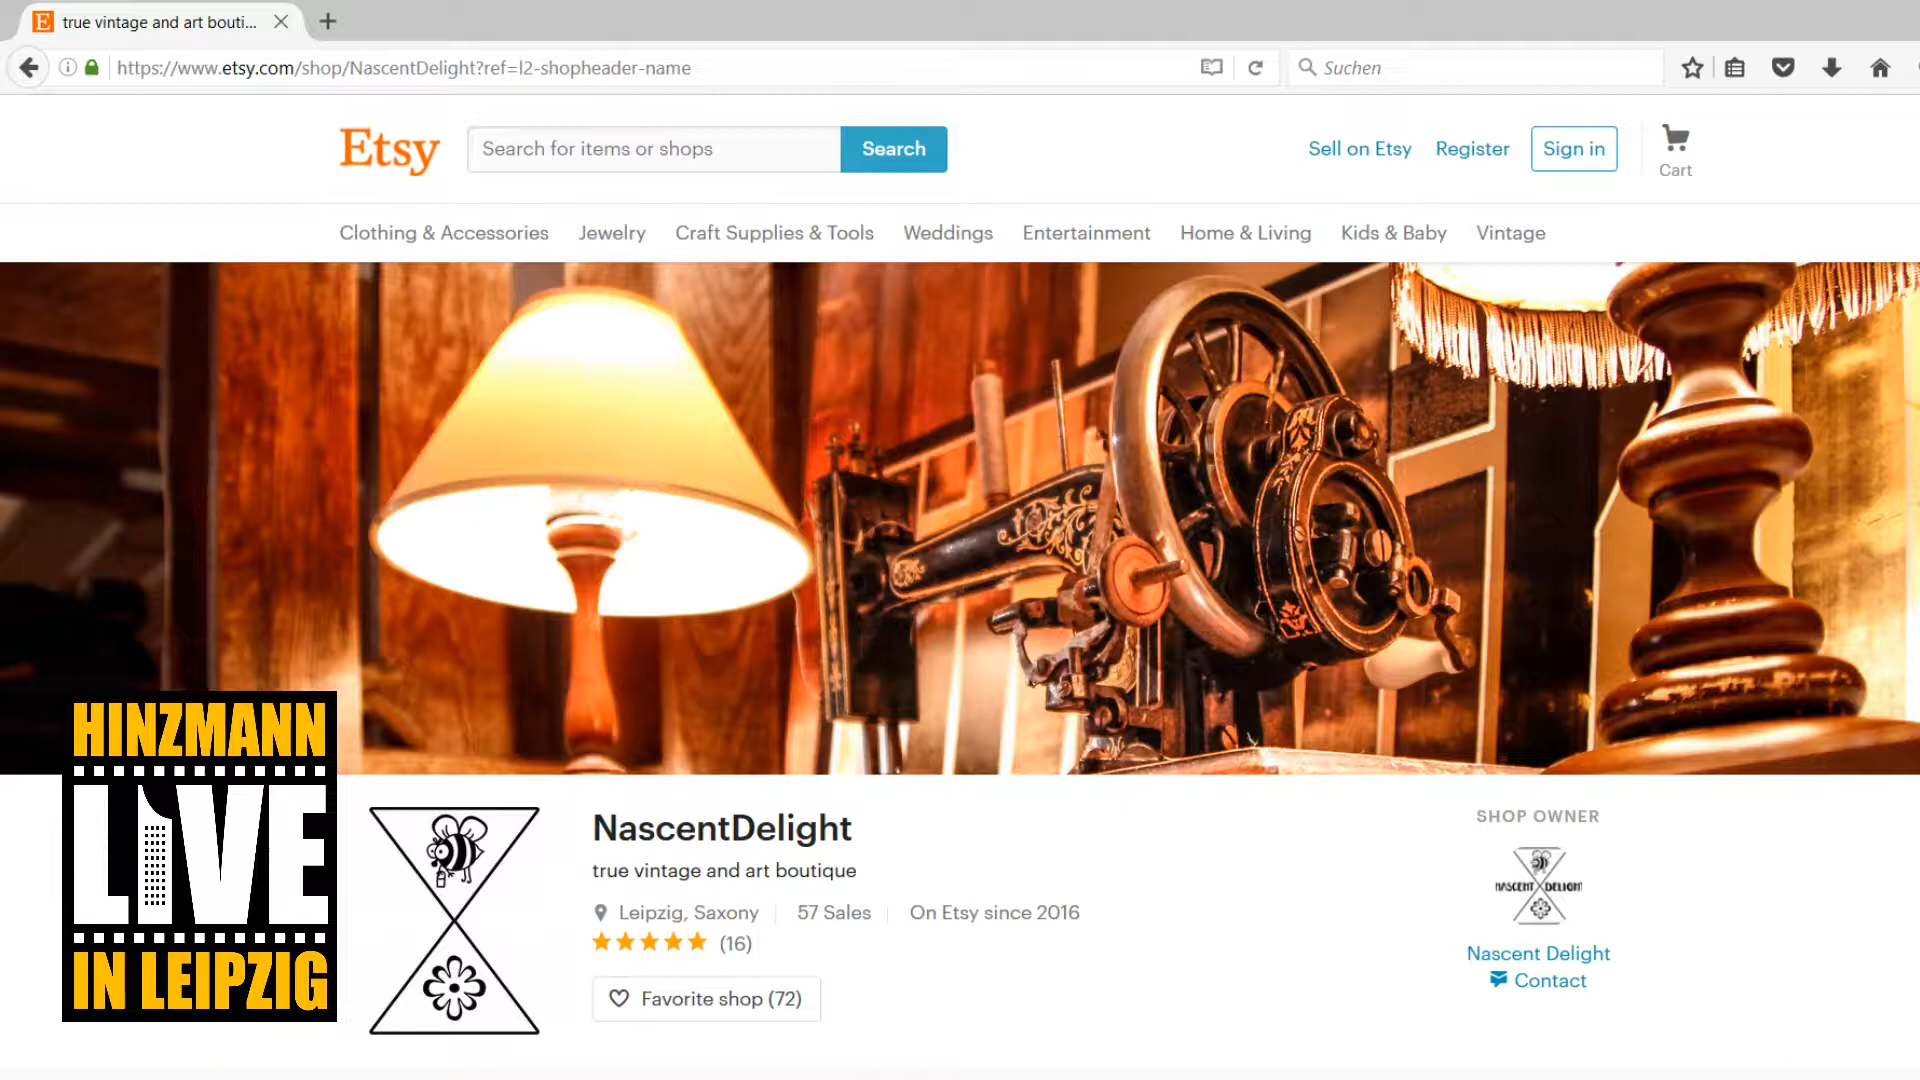 true vintage and art bouti...
https://www.etsy.com/shop/NascentDelight?ref=l2-shopheader-name
Suchen
Etsy
Search for items or shops
Search
Sell on Etsy
Register
Sign in
Cart
Clothing & Accessories
Jewelry
Craft Supplies & Tools
Weddings
Entertainment
Home & Living
Kids & Baby
Vintage
HINZMANN
LIVE
IN LEIPZIG
NascentDelight
true vintage and art boutique
Leipzig, Saxony
57 Sales
On Etsy since 2016
(16)
Favorite shop (72)
SHOP OWNER
NASCENT DELIGHT
Nascent Delight
Contact